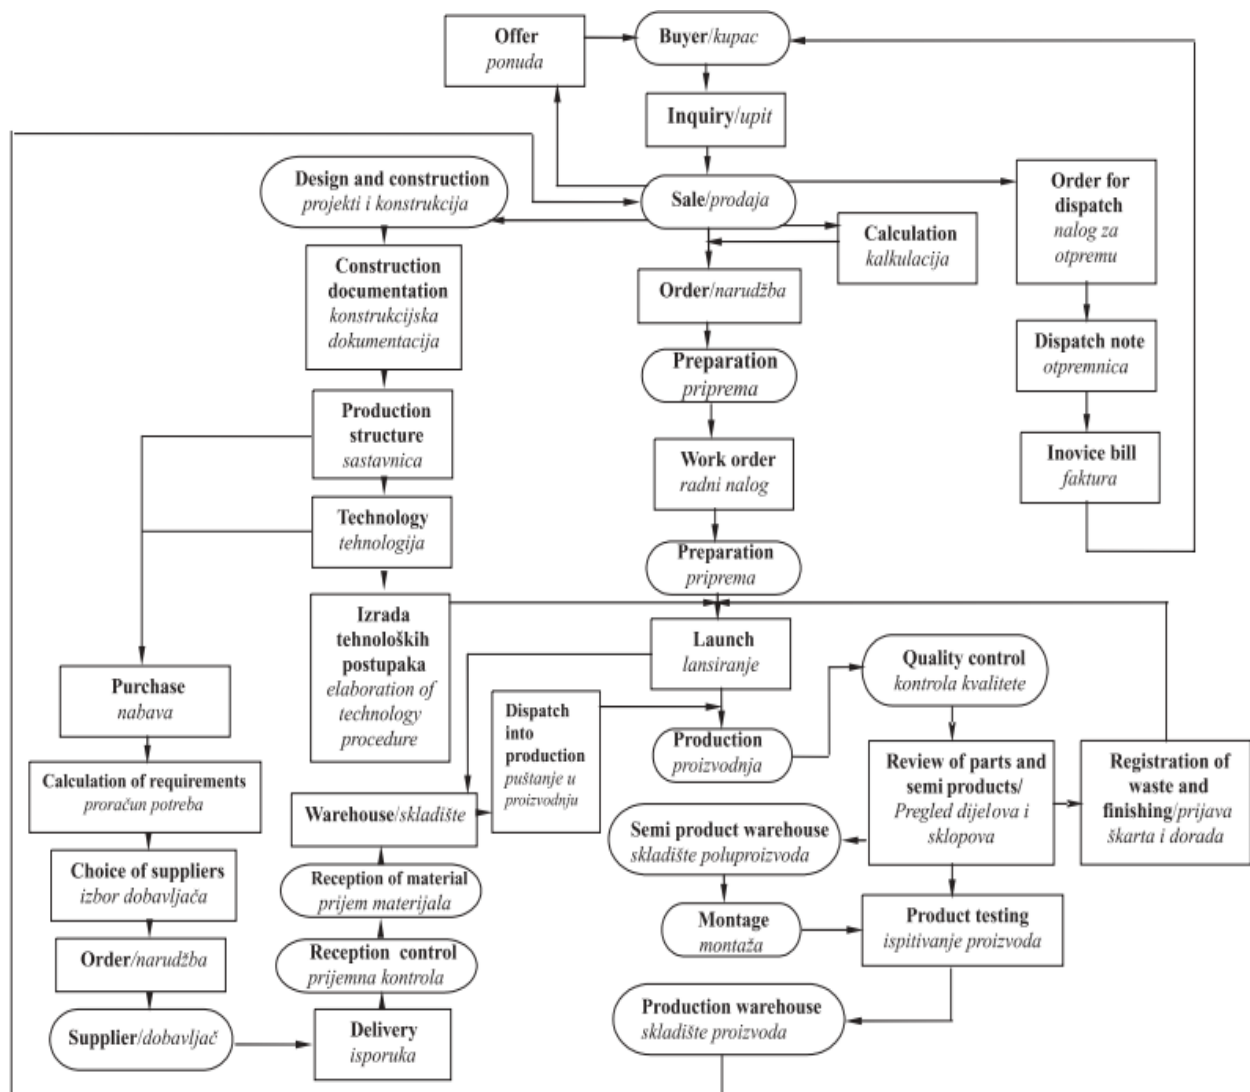 Offer
ponuda
Buyer/kupac
Inquiry/upit
Design and construction
projekti i konstrukcija
Sale/prodaja
Order for
dispatch
nalog za
otpremu
Calculation
kalkulacija
Construction
documentation
konstrukcijska
dokumentacija
Order/narudžba
Dispatch note
otpremnica
Preparation
priprema
Production
structure
sastavnica
Work order
radni nalog
Inovice bill
faktura
Technology
tehnologija
Preparation
priprema
Izrada
tehnoloških
postupaka
elaboration of
technology
procedure
Launch
lansiranje
Quality control
kontrola kvalitete
Purchase
nabava
Dispatch
into
production
puštanje u
proizvodnju
Production
proizvodnja
Review of parts and
semi products/
Pregled dijelova i
sklopova
Registration of
waste and
finishing/prijava
škarta i dorada
Calculation of requirements
proračun potreba
Warehouse/skladište
Semi product warehouse
skladište poluproizvoda
Choice of suppliers
izbor dobavljača
Reception of material
prijem materijala
Montage
montaža
Product testing
ispitivanje proizvoda
Order/narudžba
Reception control
prijemna kontrola
Production warehouse
skladište proizvoda
Supplier/dobavljač
Delivery
isporuka